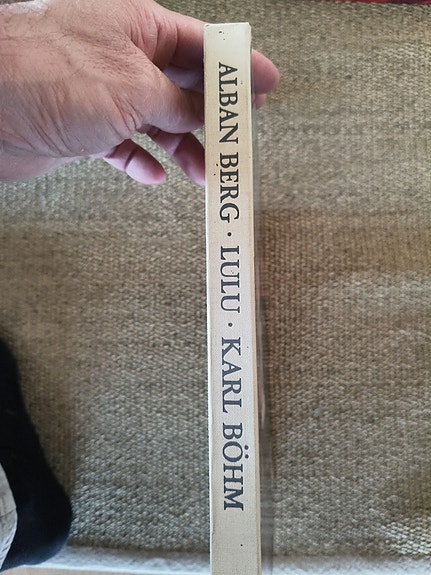 ALBAN BERG · LULU · KARL BÖHM